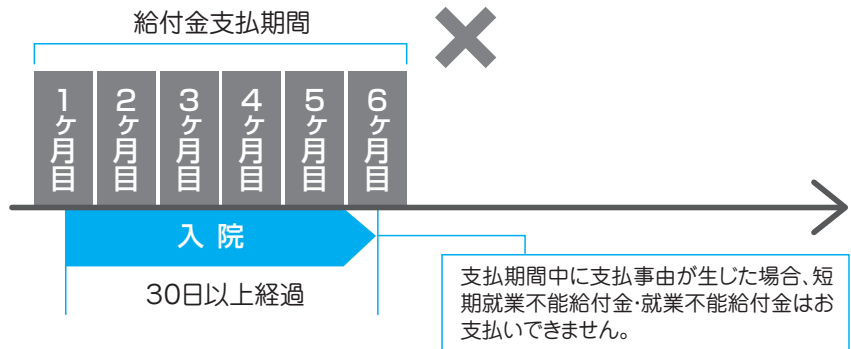 給付金支払期間
1ヶ月目
2ヶ月目
3ヶ月目
4ヶ月目
5ヶ月目
6ヶ月目
入院
30日以上経過
支払期間中に支払事由が生じた場合、短
期就業不能給付金・就業不能給付金はお
支払いできません。